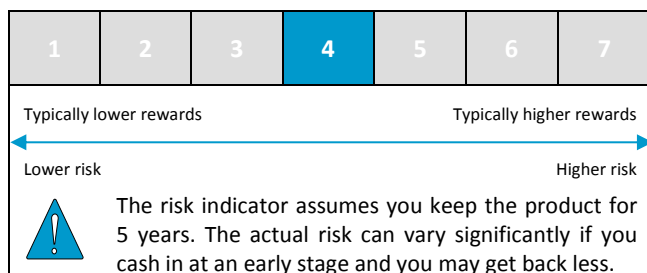 1 2 3 4 5 6 7
Typically lower rewards Typically higher rewards
Lower risk Higher risk
The risk indicator assumes you keep the product for
5 years. The actual risk can vary significantly if you
cash in at an early stage and you may get back less.